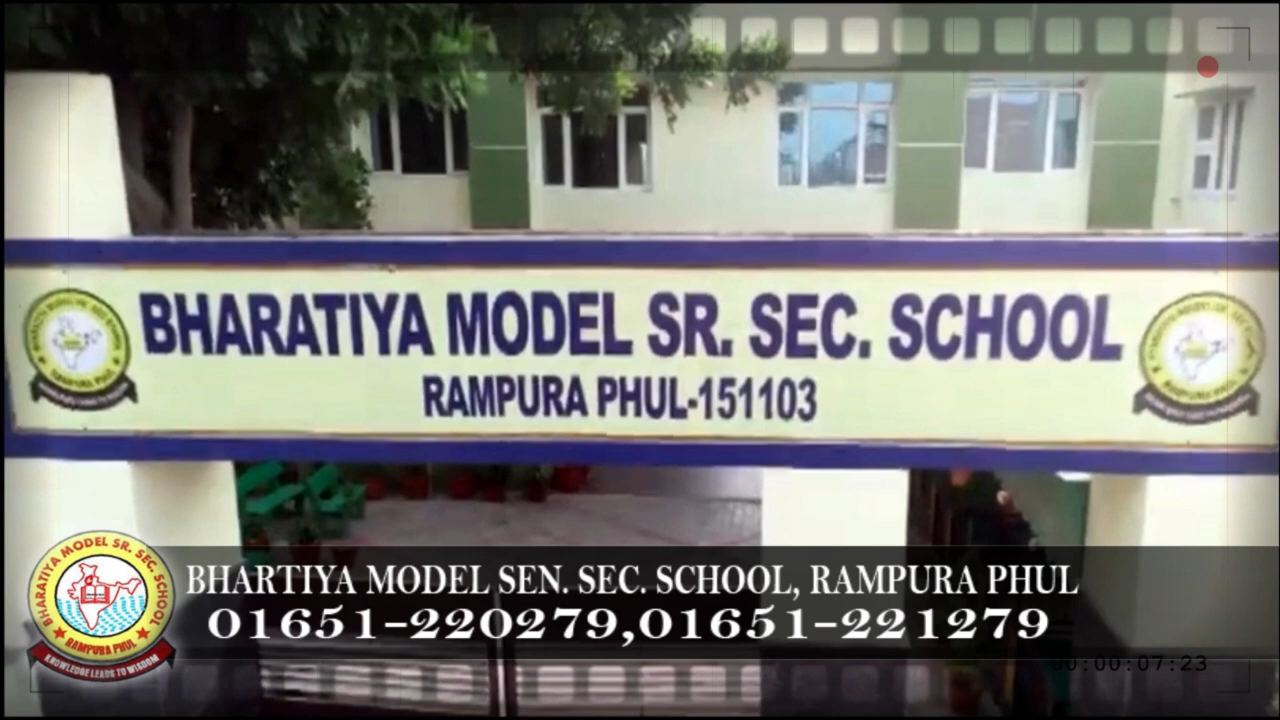 BHARATIYA MODEL SR. SEC. SCHOOL
RAMPURA PHUL-151103
BHARATIYA MODEL SR. SEC. SCHOOL
RAMPURA PHUL
KNOWLEDGE LEADS TO WISDOM
BHARTIYA MODEL SEN. SEC. SCHOOL, RAMPURA PHUL
01651-220279,01651-221279
00:00:07:23